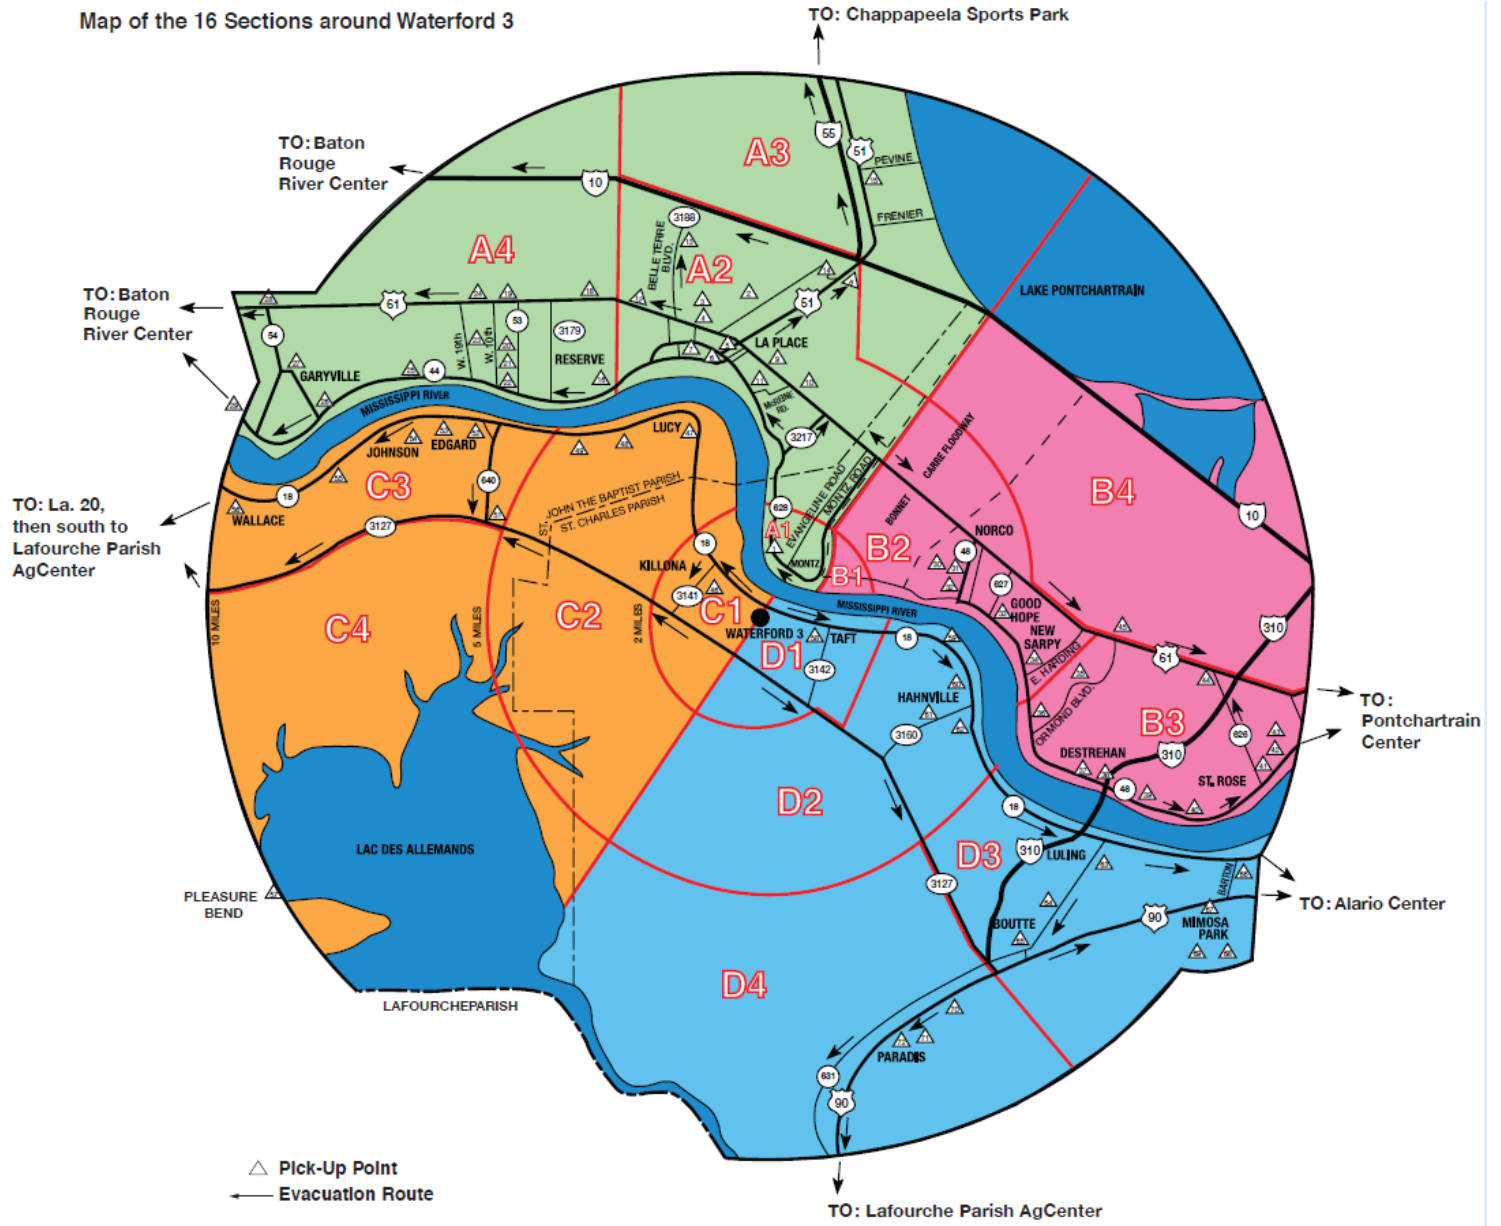 Map of the 16 Sections around Waterford 3
TO: Chappapeela Sports Park
TO: Baton
Rouge
River Center
TO: Baton
Rouge
River Center
TO: La. 20,
then south to
Lafourche Parish
AgCenter
A3
55
51
PEVINE
FRENIER
10
3188
BELLE TERRE
BLVD.
A4
A2
61
51
LAKE PONTCHARTRAIN
54
53
3179
W. 19th
W. 10th
LA PLACE
RESERVE
GARYVILLE
44
MISSISSIPPI RIVER
McREINE
RD.
3217
LUCY
EDGARD
JOHNSON
C3
640
18
WALLACE
3127
ST. JOHN THE BAPTIST PARISH
ST. CHARLES PARISH
628
A1
EVANGELINE ROAD
MONTZ ROAD
MONTZ
BONNET
CARRE FLOODWAY
B4
10
NORCO
B2
48
B1
627
GOOD
HOPE
NEW
SARPY
E. HARDING
ORMOND BLVD.
18
KILLONA
3141
C1
C2
C4
10 MILES
5 MILES
2 MILES
WATERFORD 3
MISSISSIPPI RIVER
D1
TAFT
18
3142
HAHNVILLE
3160
61
310
TO:
Pontchartrain
Center
B3
626
310
DESTREHAN
48
ST. ROSE
D2
18
D3
310
LULING
3127
BARTON
TO: Alario Center
90
MIMOSA
PARK
BOUTTE
LAC DES ALLEMANDS
PLEASURE
BEND
D4
LAFOURCHEPARISH
PARADIS
631
90
Pick-Up Point
Evacuation Route
TO: Lafourche Parish AgCenter